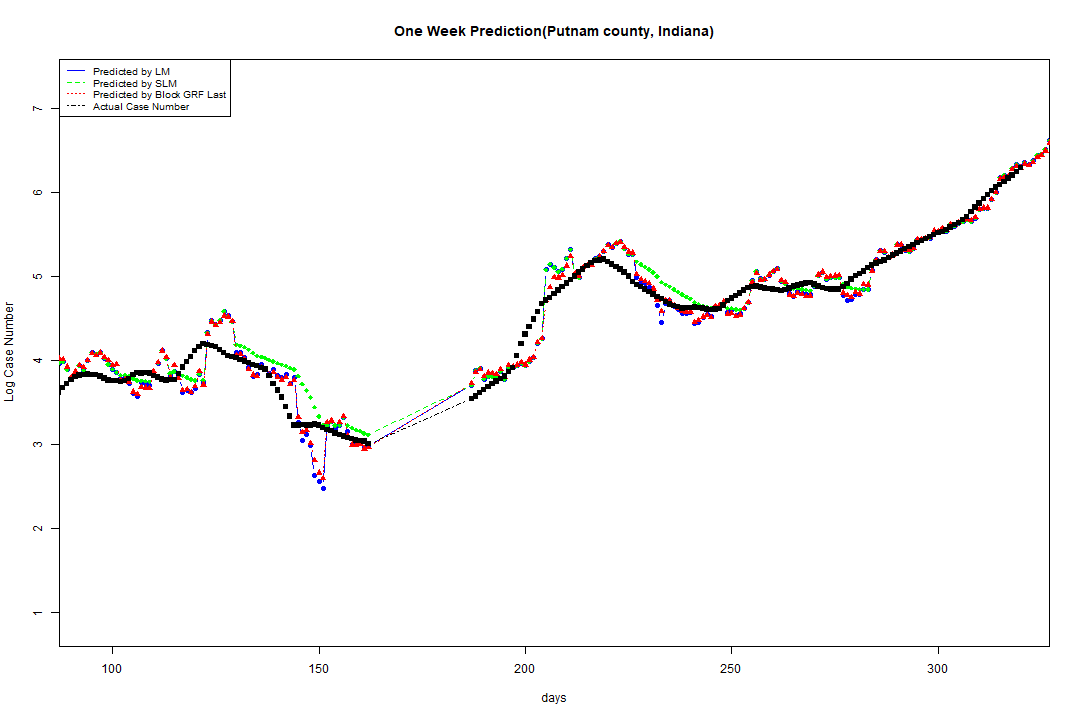 One Week Prediction(Putnam county, Indiana)
Predicted by LM
Predicted by SLM
Predicted by Block GRF Last
Actual Case Number
7
6
5
4
3
2
1
Log Case Number
100 150 200 250 300
days